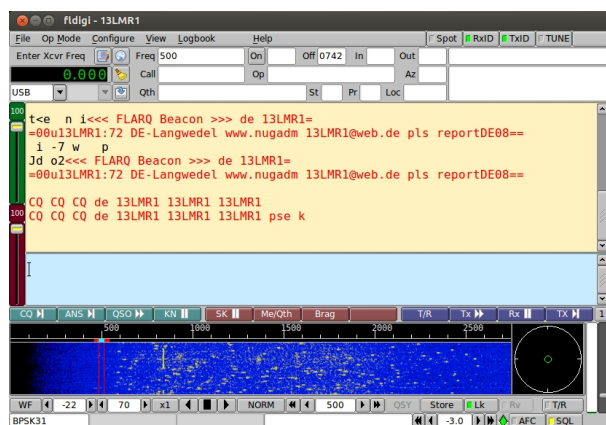 fldigi - 13LMR1
File Op Mode Configure View Logbook Help Spot RxID TxID TUNE
Enter Xcvr Freq Freq 500 On Off 0742 In Out
0.000 Call Op Az
USB Qth St Pr Loc
100
t<e n i<<< FLARQ Beacon >>> de 13LMR1=
=00u13LMR1:72 DE-Langwedel www.nugadm 13LMR1@web.de pls reportDE08==
i -7 w p
Jd o2<<< FLARQ Beacon >>> de 13LMR1=
=00u13LMR1:72 DE-Langwedel www.nugadm 13LMR1@web.de pls reportDE08==
CQ CQ CQ de 13LMR1 13LMR1 13LMR1
100
CQ CQ CQ de 13LMR1 13LMR1 13LMR1 pse k
CQ ANS QSO KN SK Me/Qth Brag T/R Tx Rx TX 1
500 1000 1500 2000 2500
WF -22 70 x1 NORM 500 QSY Store Lk Rv T/R
BPSK31 -3.0 AFC SQL